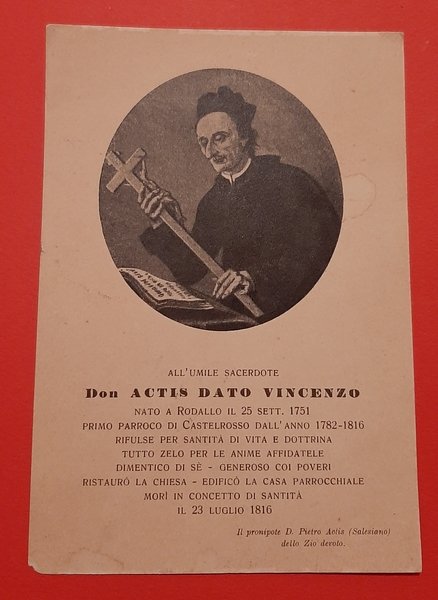 ALL'UMILE SACERDOTE
Don ACTIS DATO VINCENZO
NATO A RODALLO IL 25 SETT. 1751
PRIMO PARROCO DI CASTELROSSO DALL'ANNO 1782-1816
RIFULSE PER SANTITÀ DI VITA E DOTTRINA
TUTTO ZELO PER LE ANIME AFFIDATELE
DIMENTICO DI SÈ - GENEROSO COI POVERI
RISTAURÒ LA CHIESA - EDIFICÒ LA CASA PARROCCHIALE
MORÌ IN CONCETTO DI SANTITÀ
IL 23 LUGLIO 1816
Il pronipote D. Pietro Actis (Salesiano)
dello Zio devoto.